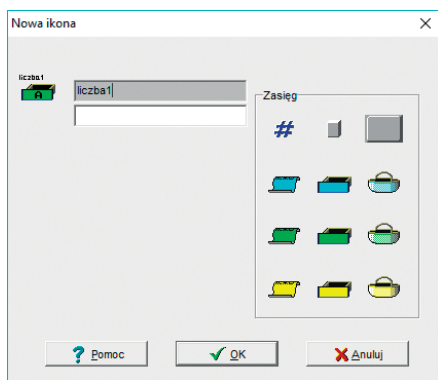 Nowa ikona
liczba1
A
liczba1
Zasięg
#
Pomoc
OK
Anuluj